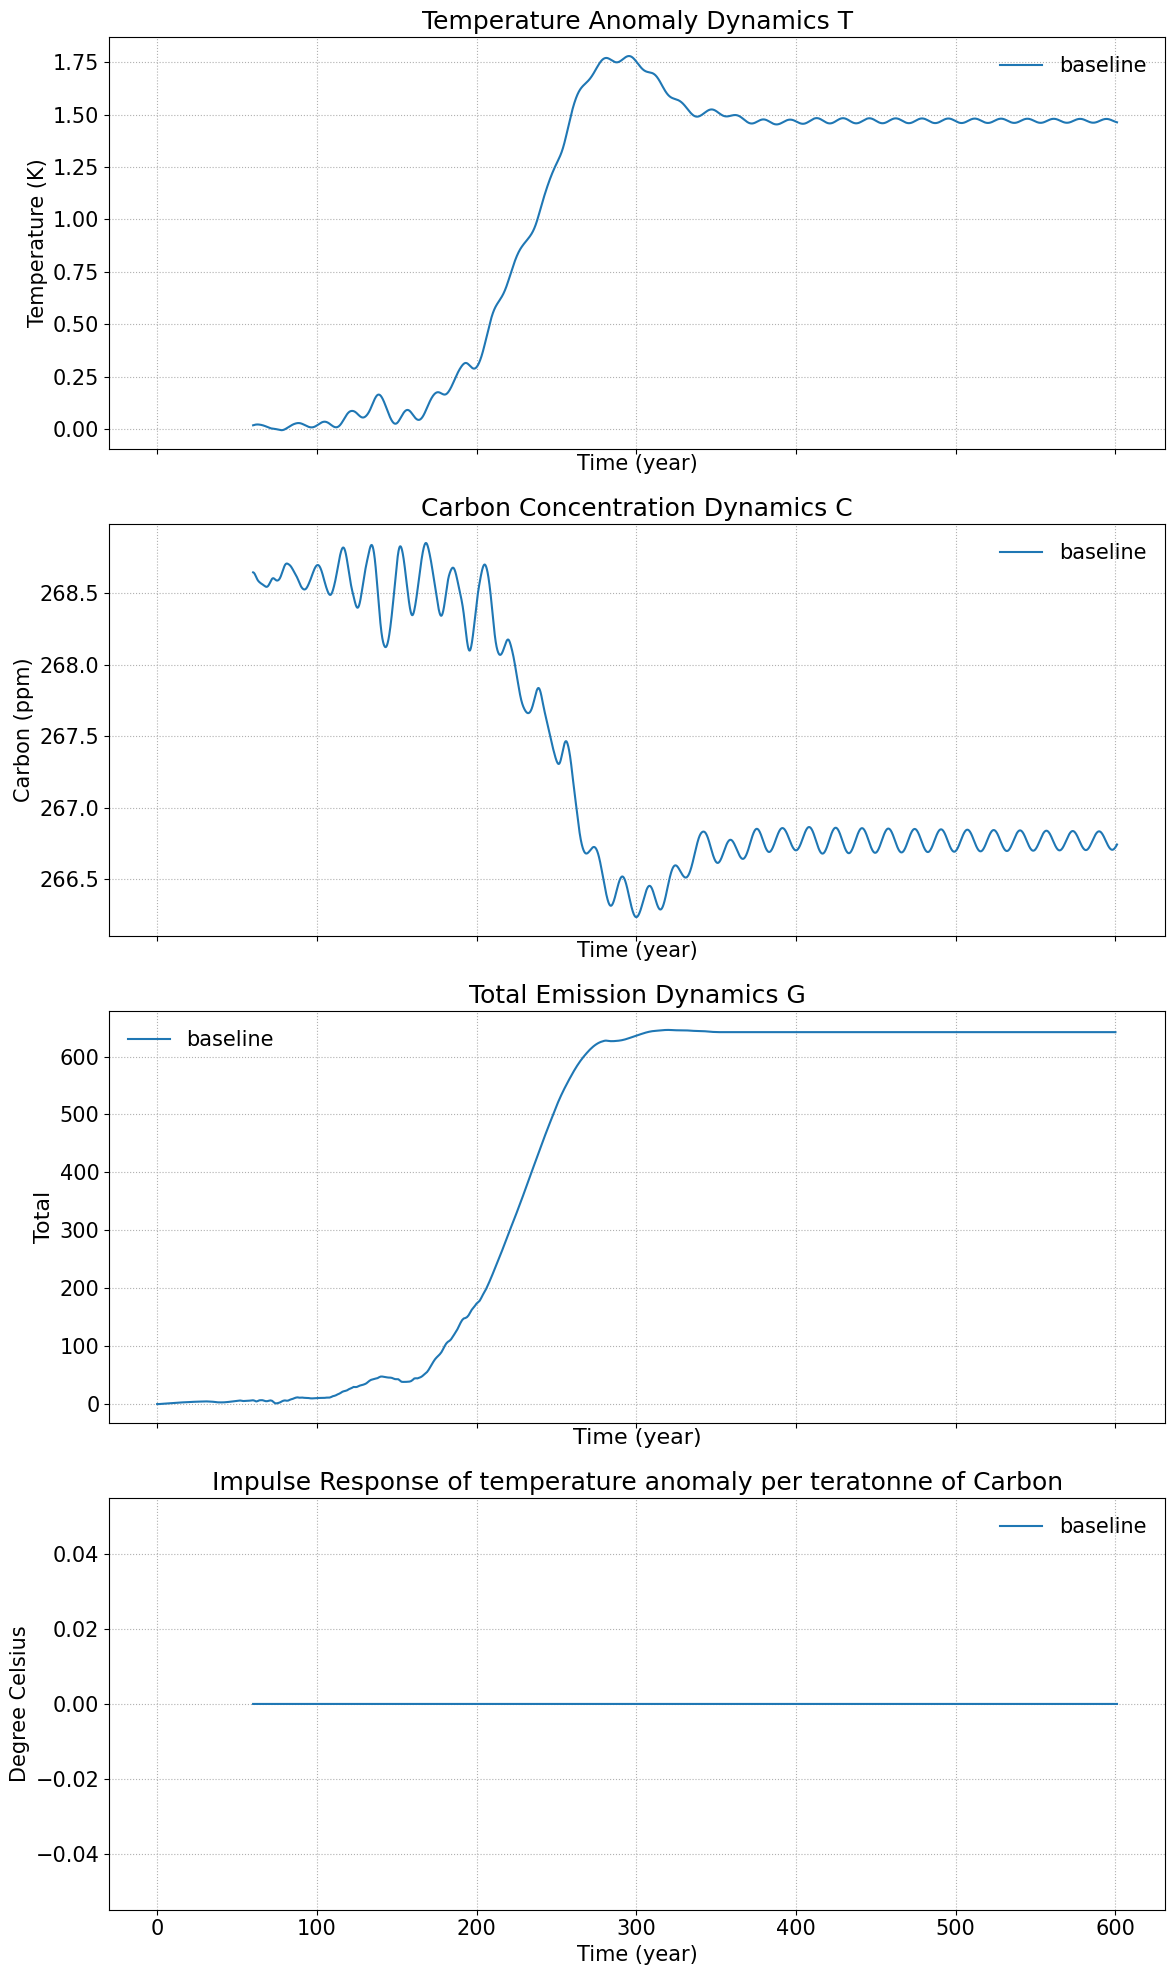 Temperature Anomaly Dynamics T
baseline
1.75
1.50
1.25
1.00
0.75
0.50
0.25
0.00
Temperature (K)
Time (year)
Carbon Concentration Dynamics C
baseline
268.5
268.0
267.5
267.0
266.5
Carbon (ppm)
Time (year)
Total Emission Dynamics G
baseline
600
500
400
300
200
100
0
Total
Time (year)
Impulse Response of temperature anomaly per teratonne of Carbon
baseline
0.04
0.02
0.00
−0.02
−0.04
Degree Celsius
0 100 200 300 400 500 600
Time (year)